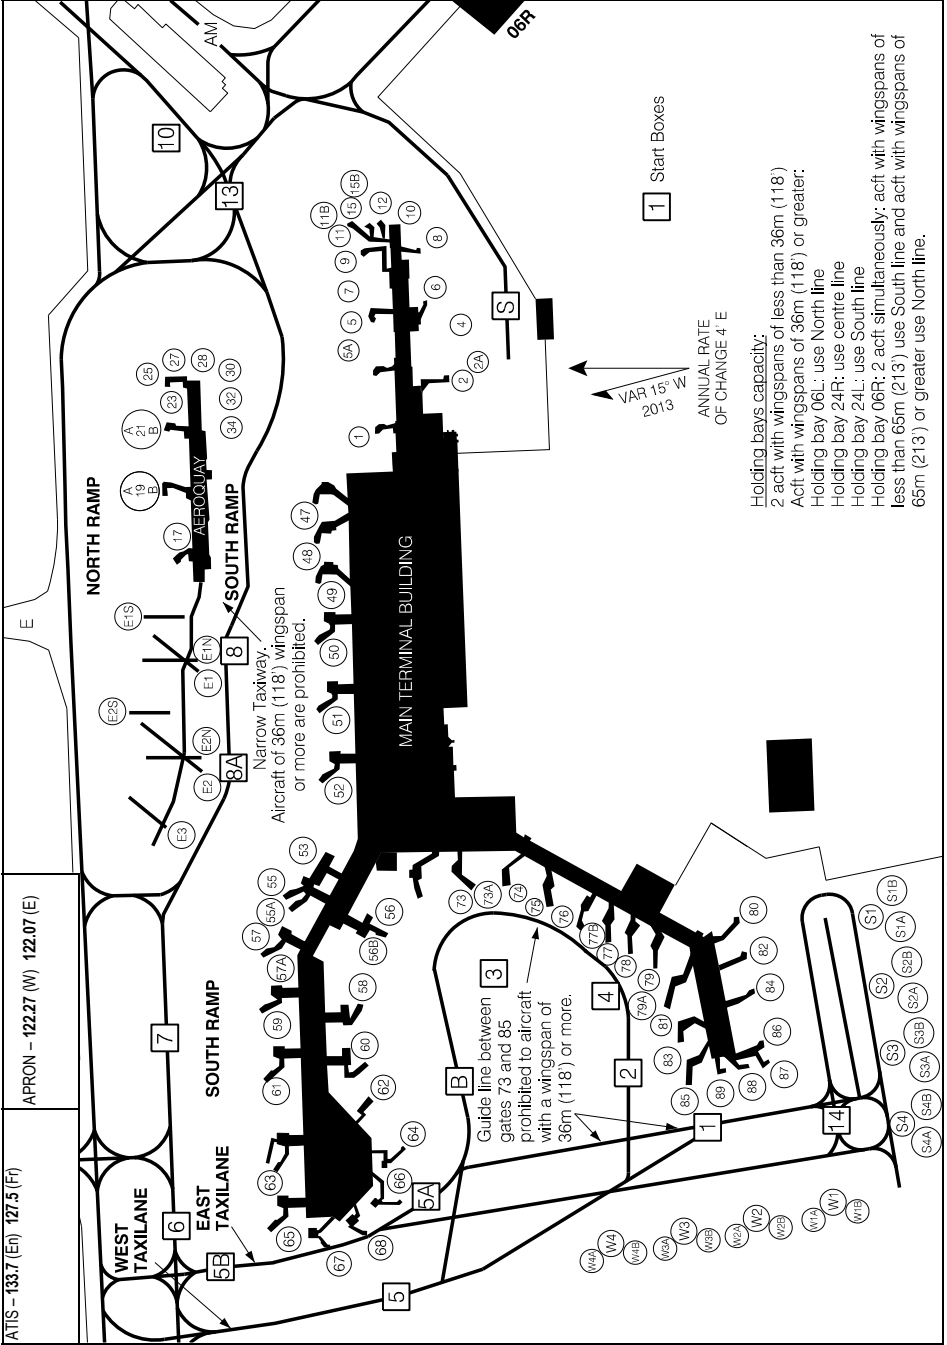 ATIS – 133.7 (En) 127.5 (Fr)
APRON – 122.27 (W) 122.07 (E)
E
AM
06R
10
13
NORTH RAMP
25
27
28
30
23
32
34
A
21
B
A
19
B
17
AEROQUAY
SOUTH RAMP
E1S
E1N
E1
E2S
E2N
E2
E3
8
8A
Narrow Taxiway.
Aircraft of 36m (118') wingspan
or more are prohibited.
11B
15
15B
12
11
10
9
8
7
6
5
5A
4
2A
2
1
S
1
Start Boxes
47
48
49
50
51
52
MAIN TERMINAL BUILDING
VAR 15° W
2013
ANNUAL RATE
OF CHANGE 4' E
Holding bays capacity:
2 acft with wingspans of less than 36m (118')
Acft with wingspans of 36m (118') or greater:
Holding bay 06L: use North line
Holding bay 24R: use centre line
Holding bay 24L: use South line
Holding bay 06R: 2 acft simultaneously: acft with wingspans of
less than 65m (213') use South line and acft with wingspans of
65m (213') or greater use North line.
53
55
55A
56
56B
57
57A
58
59
60
61
62
63
64
65
66
67
68
7
SOUTH RAMP
6
WEST
TAXILANE
EAST
TAXILANE
5B
5A
5
B
3
4
2
1
14
Guide line between
gates 73 and 85
prohibited to aircraft
with a wingspan of
36m (118') or more.
73
73A
74
75
76
77B
77
78
79
79A
80
81
82
83
84
85
86
87
88
89
S1B
S1
S1A
S2B
S2
S2A
S3B
S3
S3A
S4B
S4
S4A
W4A
W4
W4B
W3A
W3
W3B
W2A
W2
W2B
W1A
W1
W1B